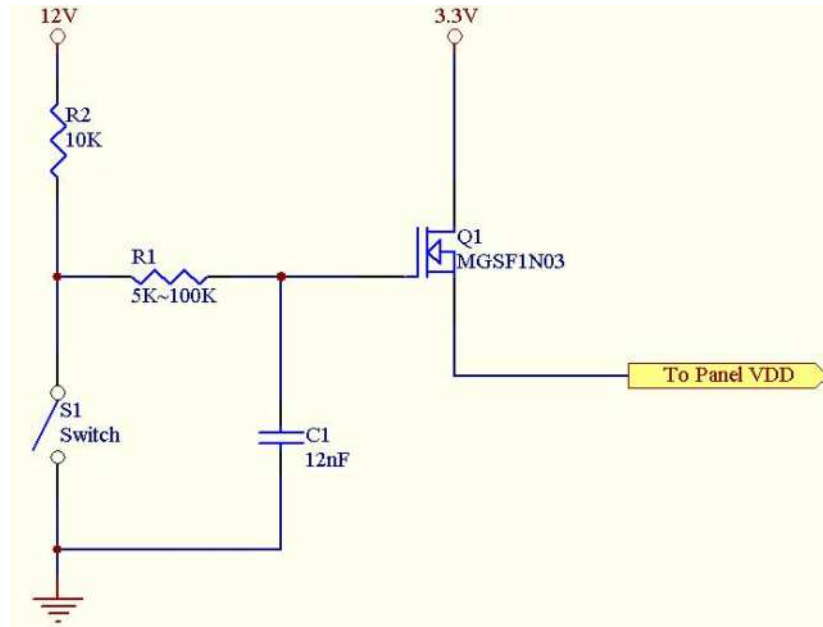 12V
3.3V
R2
10K
R1
5K~100K
Q1
MGSF1N03
To Panel VDD
S1
Switch
C1
12nF